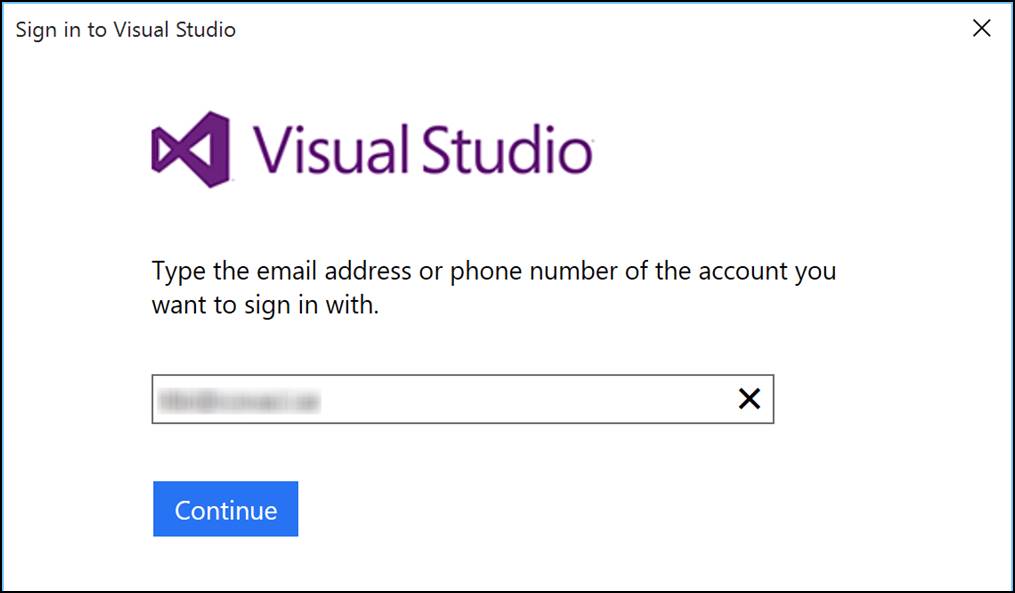 Sign in to Visual Studio
Visual Studio
Type the email address or phone number of the account you
want to sign in with.
Continue